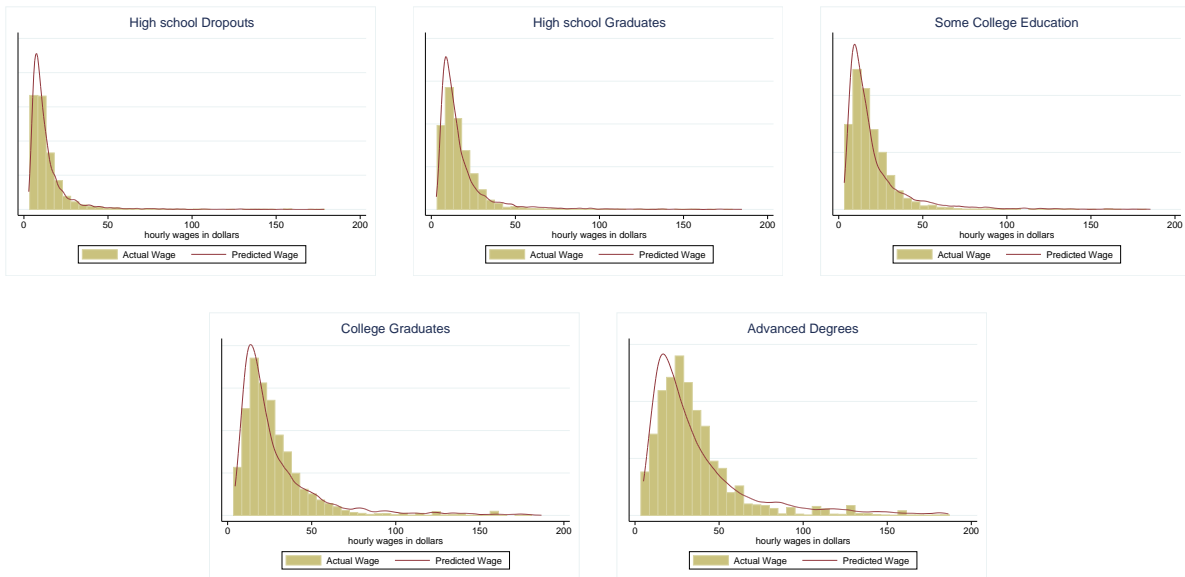 High school Dropouts
0 50 100 150 200
hourly wages in dollars
Actual Wage Predicted Wage
High school Graduates
0 50 100 150 200
hourly wages in dollars
Actual Wage Predicted Wage
Some College Education
0 50 100 150 200
hourly wages in dollars
Actual Wage Predicted Wage
College Graduates
0 50 100 150 200
hourly wages in dollars
Actual Wage Predicted Wage
Advanced Degrees
0 50 100 150 200
hourly wages in dollars
Actual Wage Predicted Wage